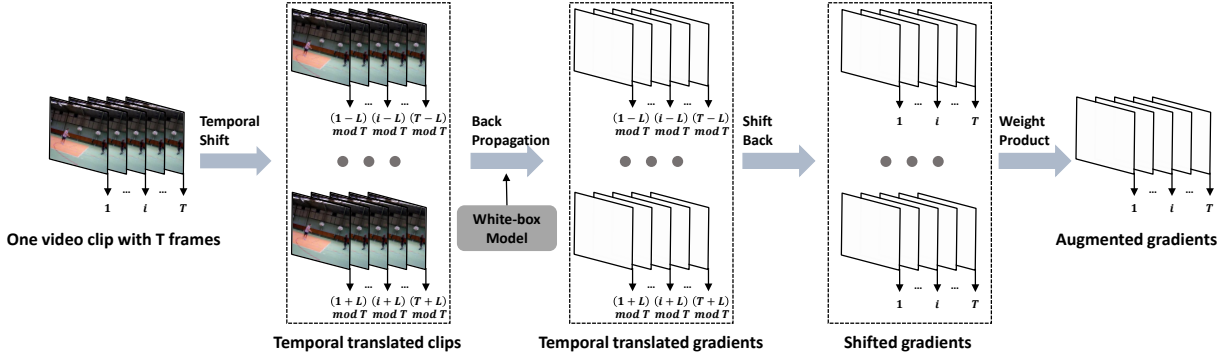 Temporal
Shift
1 ... i ... T
One video clip with T frames
... ...
(1 − L) (i − L) (T − L)
mod T mod T mod T
... ...
(1 + L) (i + L) (T + L)
mod T mod T mod T
Temporal translated clips
Back
Propagation
White-box
Model
... ...
(1 − L) (i − L) (T − L)
mod T mod T mod T
... ...
(1 + L) (i + L) (T + L)
mod T mod T mod T
Temporal translated gradients
Shift
Back
1 ... i ... T
1 ... i ... T
Shifted gradients
Weight
Product
1 ... i ... T
Augmented gradients